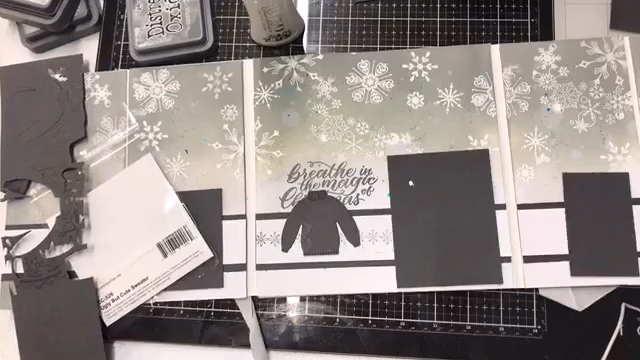 Distress
Oxide
breathe in
the magic
of
Christmas
Ugly But Cute Sweater